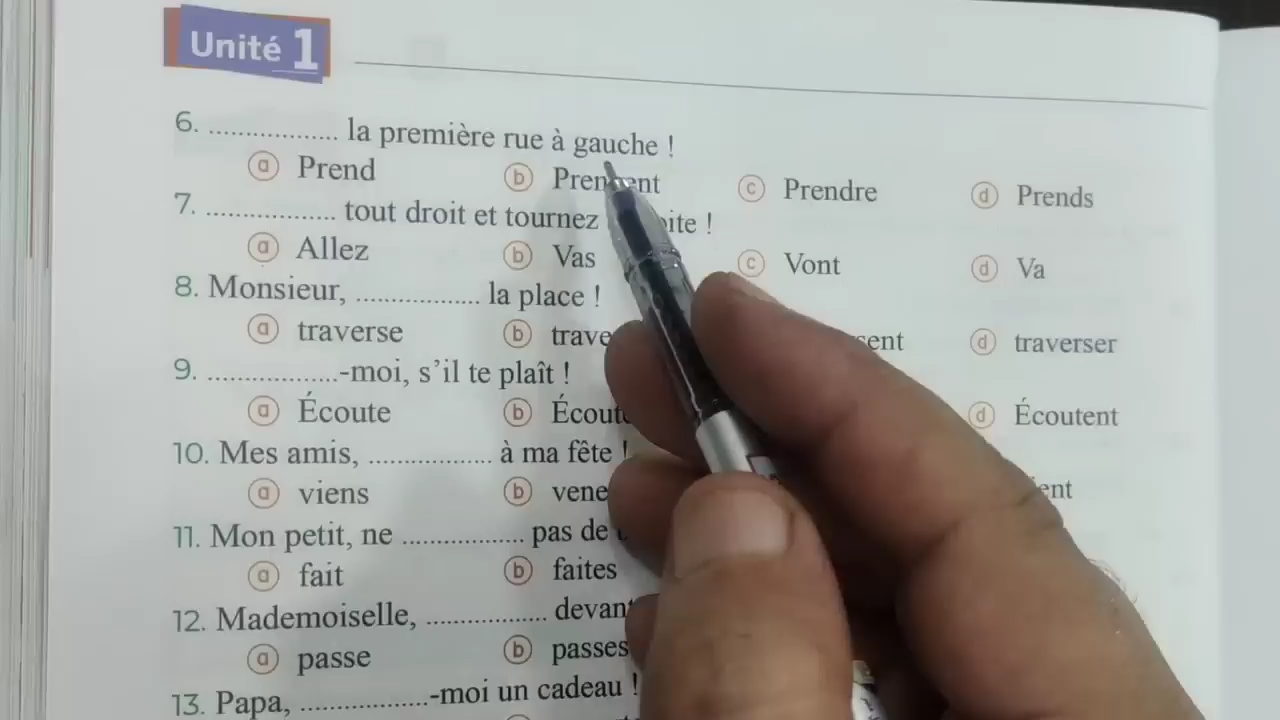 Unité 1
6. ................. la première rue à gauche !
a Prend b c Prendre d Prends
7. ................. tout droit et tournez !
a Allez b Vas c Vont d Va
8. Monsieur, ................. la place !
a traverse b d traverser
9. .................-moi, s'il te plaît !
a Écoute b d Écoutent
10. Mes amis, ................. à ma fête !
a viens b
11. Mon petit, ne ................. pas de
a fait b faites
12. Mademoiselle, .................
a passe b passes
13. Papa, .................-moi un cadeau !